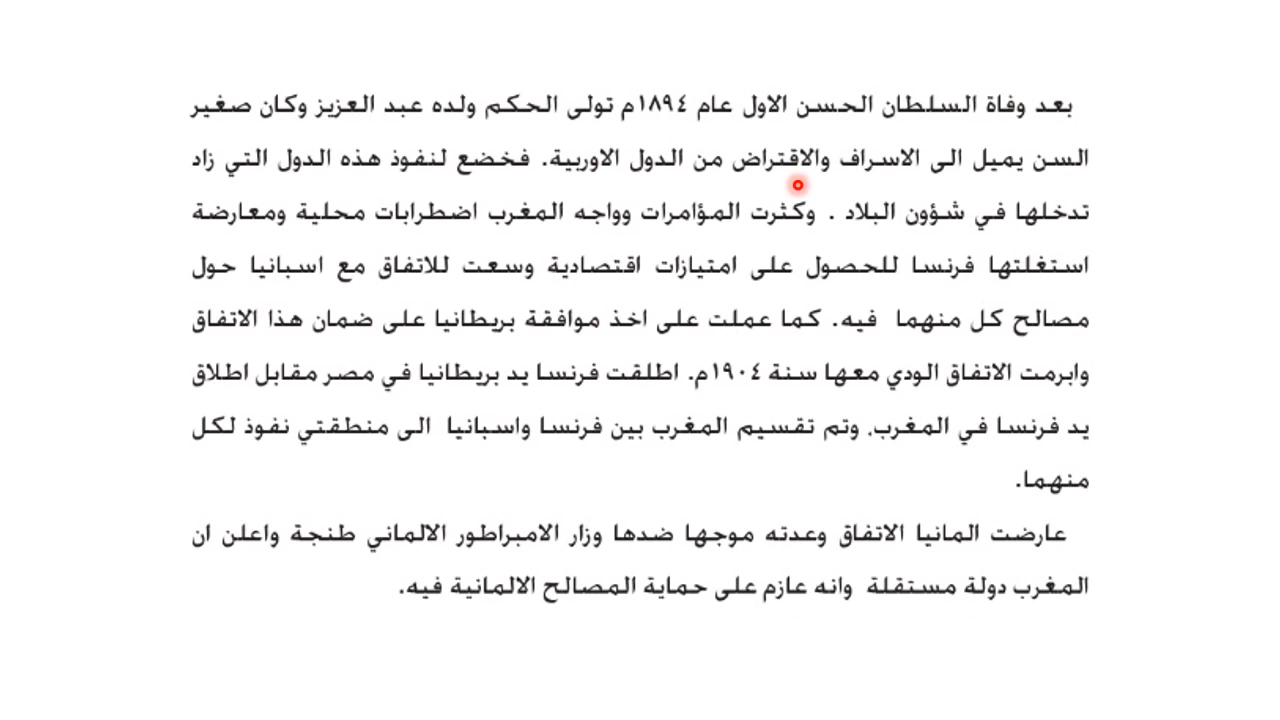 بعد وفاة السلطان الحسن الاول عام ١٨٩٤م تولى الحكم ولده عبد العزيز وكان صغير
السن يميل الى الاسراف والاقتراض من الدول الاوربية. فخضع لنفوذ هذه الدول التي زاد
تدخلها في شؤون البلاد . وكثرت المؤامرات وواجه المغرب اضطرابات محلية ومعارضة
استغلتها فرنسا للحصول على امتيازات اقتصادية وسعت للاتفاق مع اسبانيا حول
مصالح كل منهما فيه. كما عملت على اخذ موافقة بريطانيا على ضمان هذا الاتفاق
وابرمت الاتفاق الودي معها سنة ١٩٠٤م. اطلقت فرنسا يد بريطانيا في مصر مقابل اطلاق
يد فرنسا في المغرب. وتم تقسيم المغرب بين فرنسا واسبانيا الى منطقتي نفوذ لكل
منهما.
عارضت المانيا الاتفاق وعدته موجها ضدها وزار الامبراطور الالماني طنجة واعلن ان
المغرب دولة مستقلة وانه عازم على حماية المصالح الالمانية فيه.